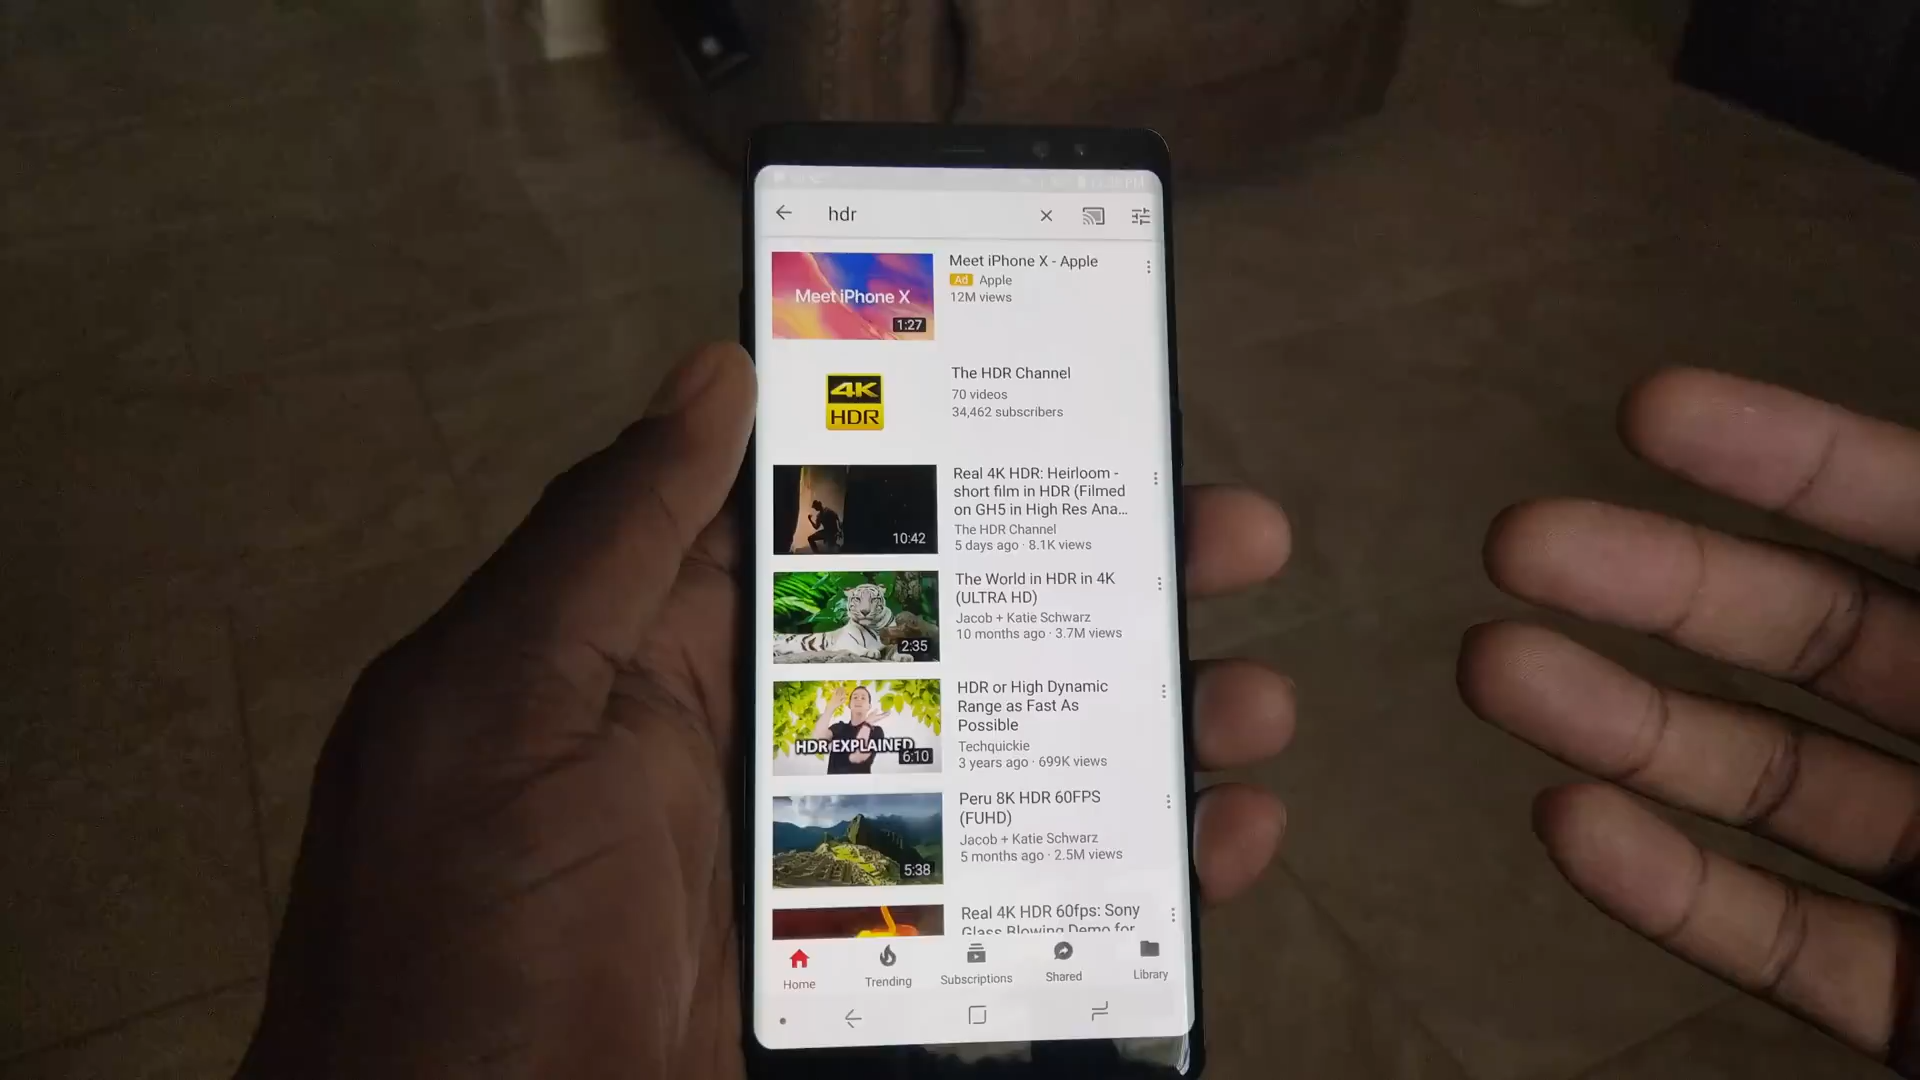 hdr
Meet iPhone X
1:27
Meet iPhone X - Apple
Ad Apple
12M views
4K
HDR
The HDR Channel
70 videos
34,462 subscribers
10:42
Real 4K HDR: Heirloom -
short film in HDR (Filmed
on GH5 in High Res Ana...
The HDR Channel
5 days ago · 8.1K views
2:35
The World in HDR in 4K
(ULTRA HD)
Jacob + Katie Schwarz
10 months ago · 3.7M views
HDR EXPLAINED
6:10
HDR or High Dynamic
Range as Fast As
Possible
Techquickie
3 years ago · 699K views
5:38
Peru 8K HDR 60FPS
(FUHD)
Jacob + Katie Schwarz
5 months ago · 2.5M views
Real 4K HDR 60fps: Sony
Glass Blowing Demo for
Home
Trending
Subscriptions
Shared
Library